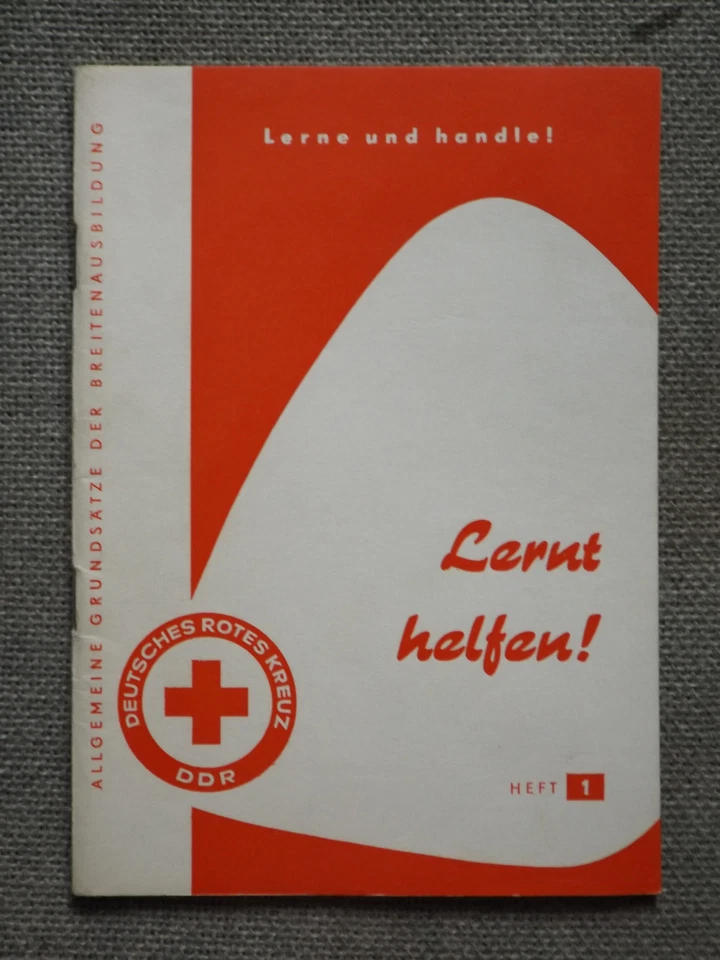 Lerne und handle!
ALLGEMEINE GRUNDSÄTZE DER BREITENAUSBILDUNG
Lernt
helfen!
DEUTSCHES ROTES KREUZ
DDR
HEFT 1